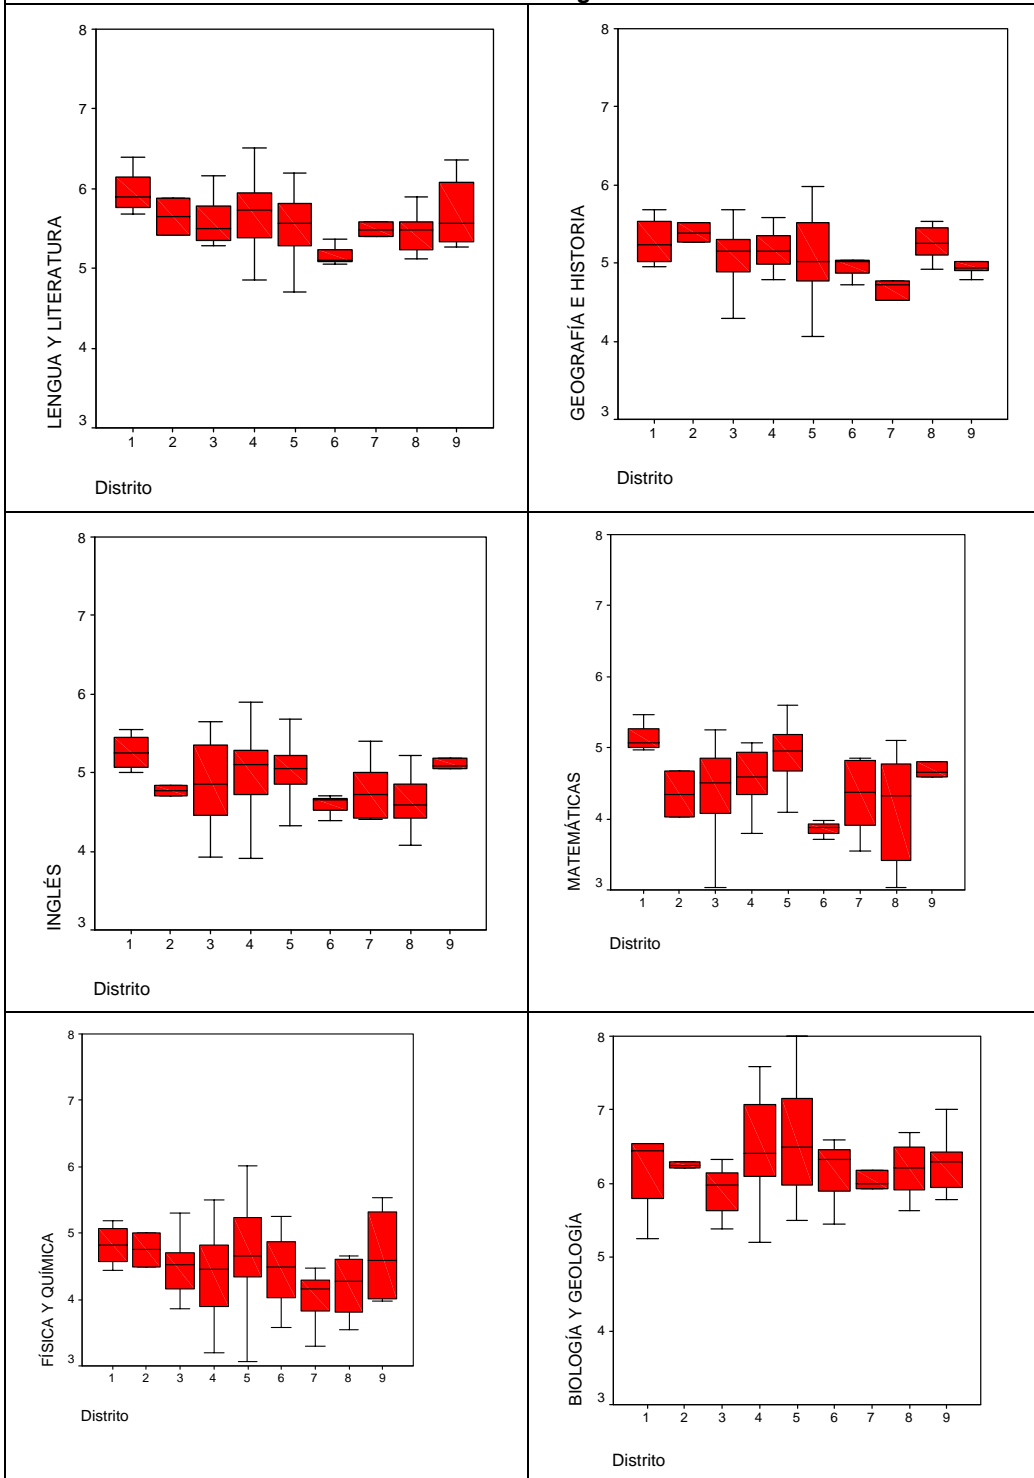 8
7
6
5
4
3
LENGUA Y LITERATURA
1 2 3 4 5 6 7 8 9
Distrito
8
7
6
5
4
3
GEOGRAFÍA E HISTORIA
1 2 3 4 5 6 7 8 9
Distrito
8
7
6
5
4
3
INGLÉS
1 2 3 4 5 6 7 8 9
Distrito
8
7
6
5
4
3
MATEMÁTICAS
1 2 3 4 5 6 7 8 9
Distrito
8
7
6
5
4
3
FÍSICA Y QUÍMICA
1 2 3 4 5 6 7 8 9
Distrito
8
7
6
5
4
3
BIOLOGÍA Y GEOLOGÍA
1 2 3 4 5 6 7 8 9
Distrito